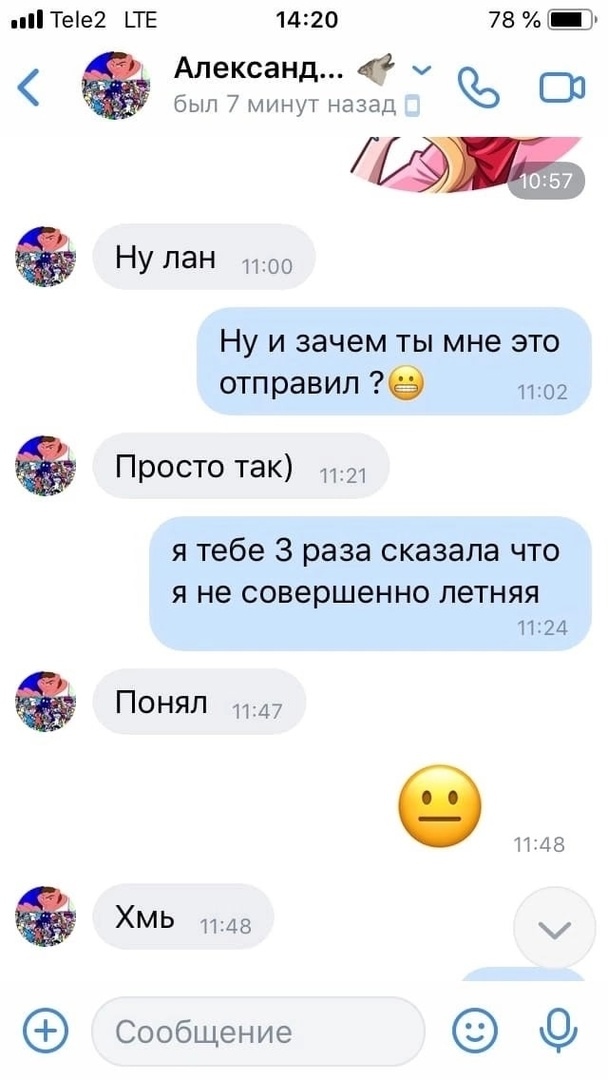 Tele2 LTE 14:20 78 %
Александ...
был 7 минут назад
10:57
Ну лан 11:00
Ну и зачем ты мне это
отправил ?😬 11:02
Просто так) 11:21
я тебе 3 раза сказала что
я не совершенно летняя
11:24
Понял 11:47
😐 11:48
Хмь 11:48
Сообщение